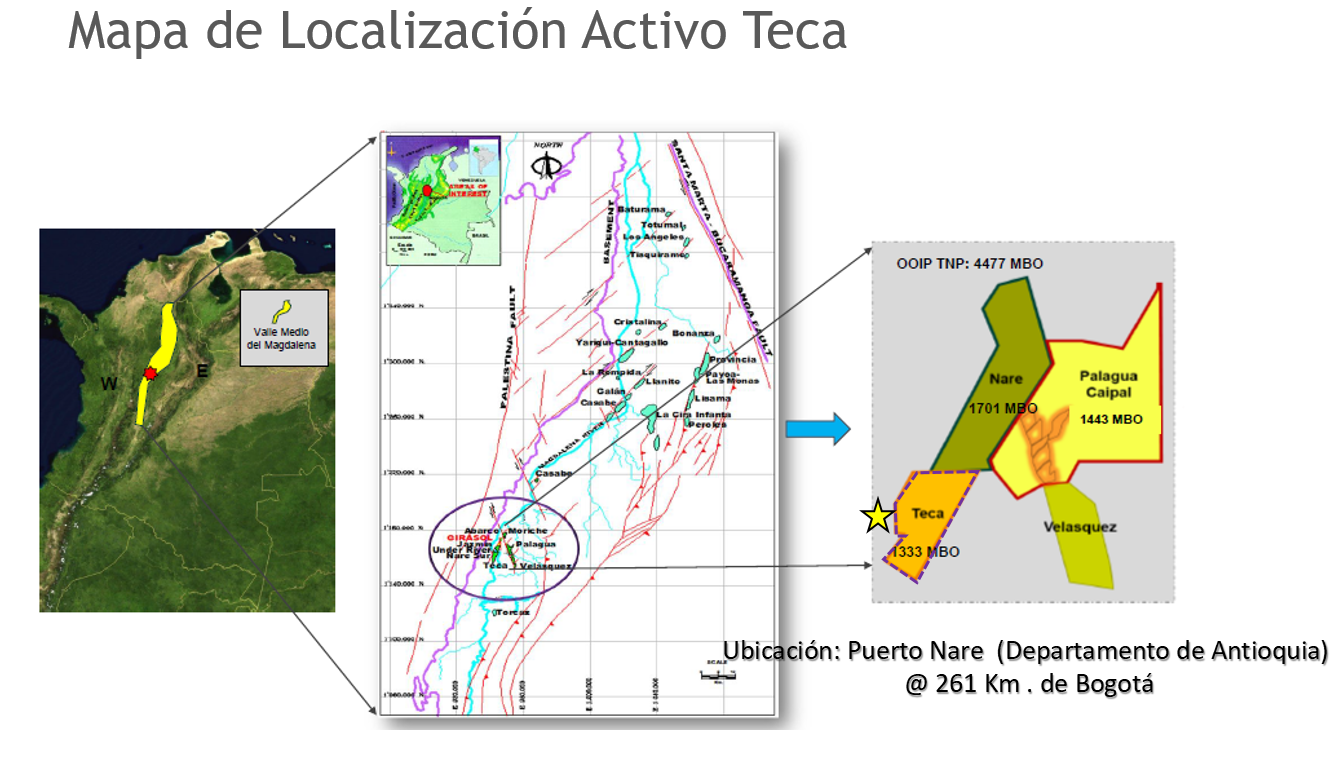 Mapa de Localización Activo Teca
W
E
Valle Medio
del Magdalena
NORTH
VENEZUELA
AREAS OF
INTEREST
BRASIL
PALESTINA FAULT
BASEMENT
SANTA MARTA - BUCARAMANGA FAULT
MAGDALENA RIVER
Baturama
Totumal
Los Angeles
Tisquirama
Cristalina
Bonanza
Yarigui-Cantagallo
Provincia
La Rompida
Llanito
Payoa-
Las Monas
Galán
Casabe
Lisama
La Cira Infanta
Peroles
Casabe
Abarco
Moriche
GIRASOL
Jazmin
Palagua
Under River
Nare Sur
Teca
Velásquez
Torcaz
SCALE
OOIP TNP: 4477 MBO
Nare
1701 MBO
Palagua
Caipal
1443 MBO
Teca
1333 MBO
Velasquez
Ubicación: Puerto Nare (Departamento de Antioquia)
@ 261 Km . de Bogotá